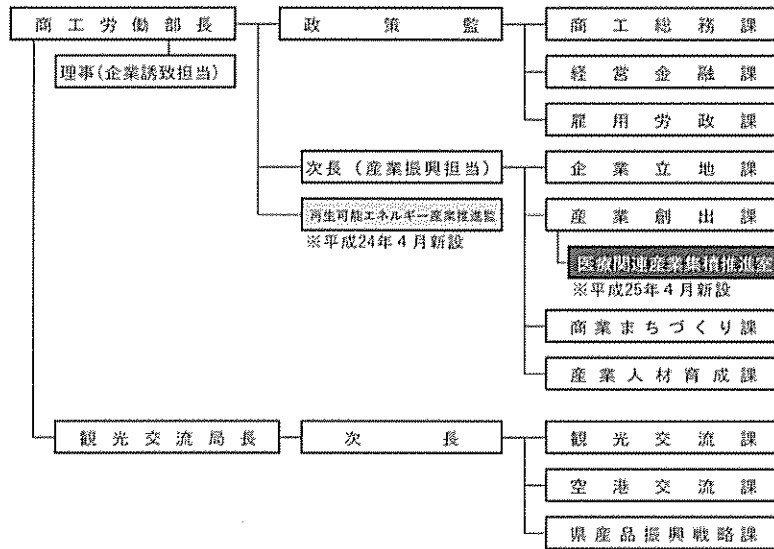 商工労働部長
政策監
商工総務課
理事(企業誘致担当)
経営金融課
雇用労政課
次長(産業振興担当)
企業立地課
再生可能エネルギー産業推進監
※平成24年4月新設
産業創出課
医療関連産業集積推進室
※平成25年4月新設
商業まちづくり課
産業人材育成課
観光交流局長
次長
観光交流課
空港交流課
県産品振興戦略課